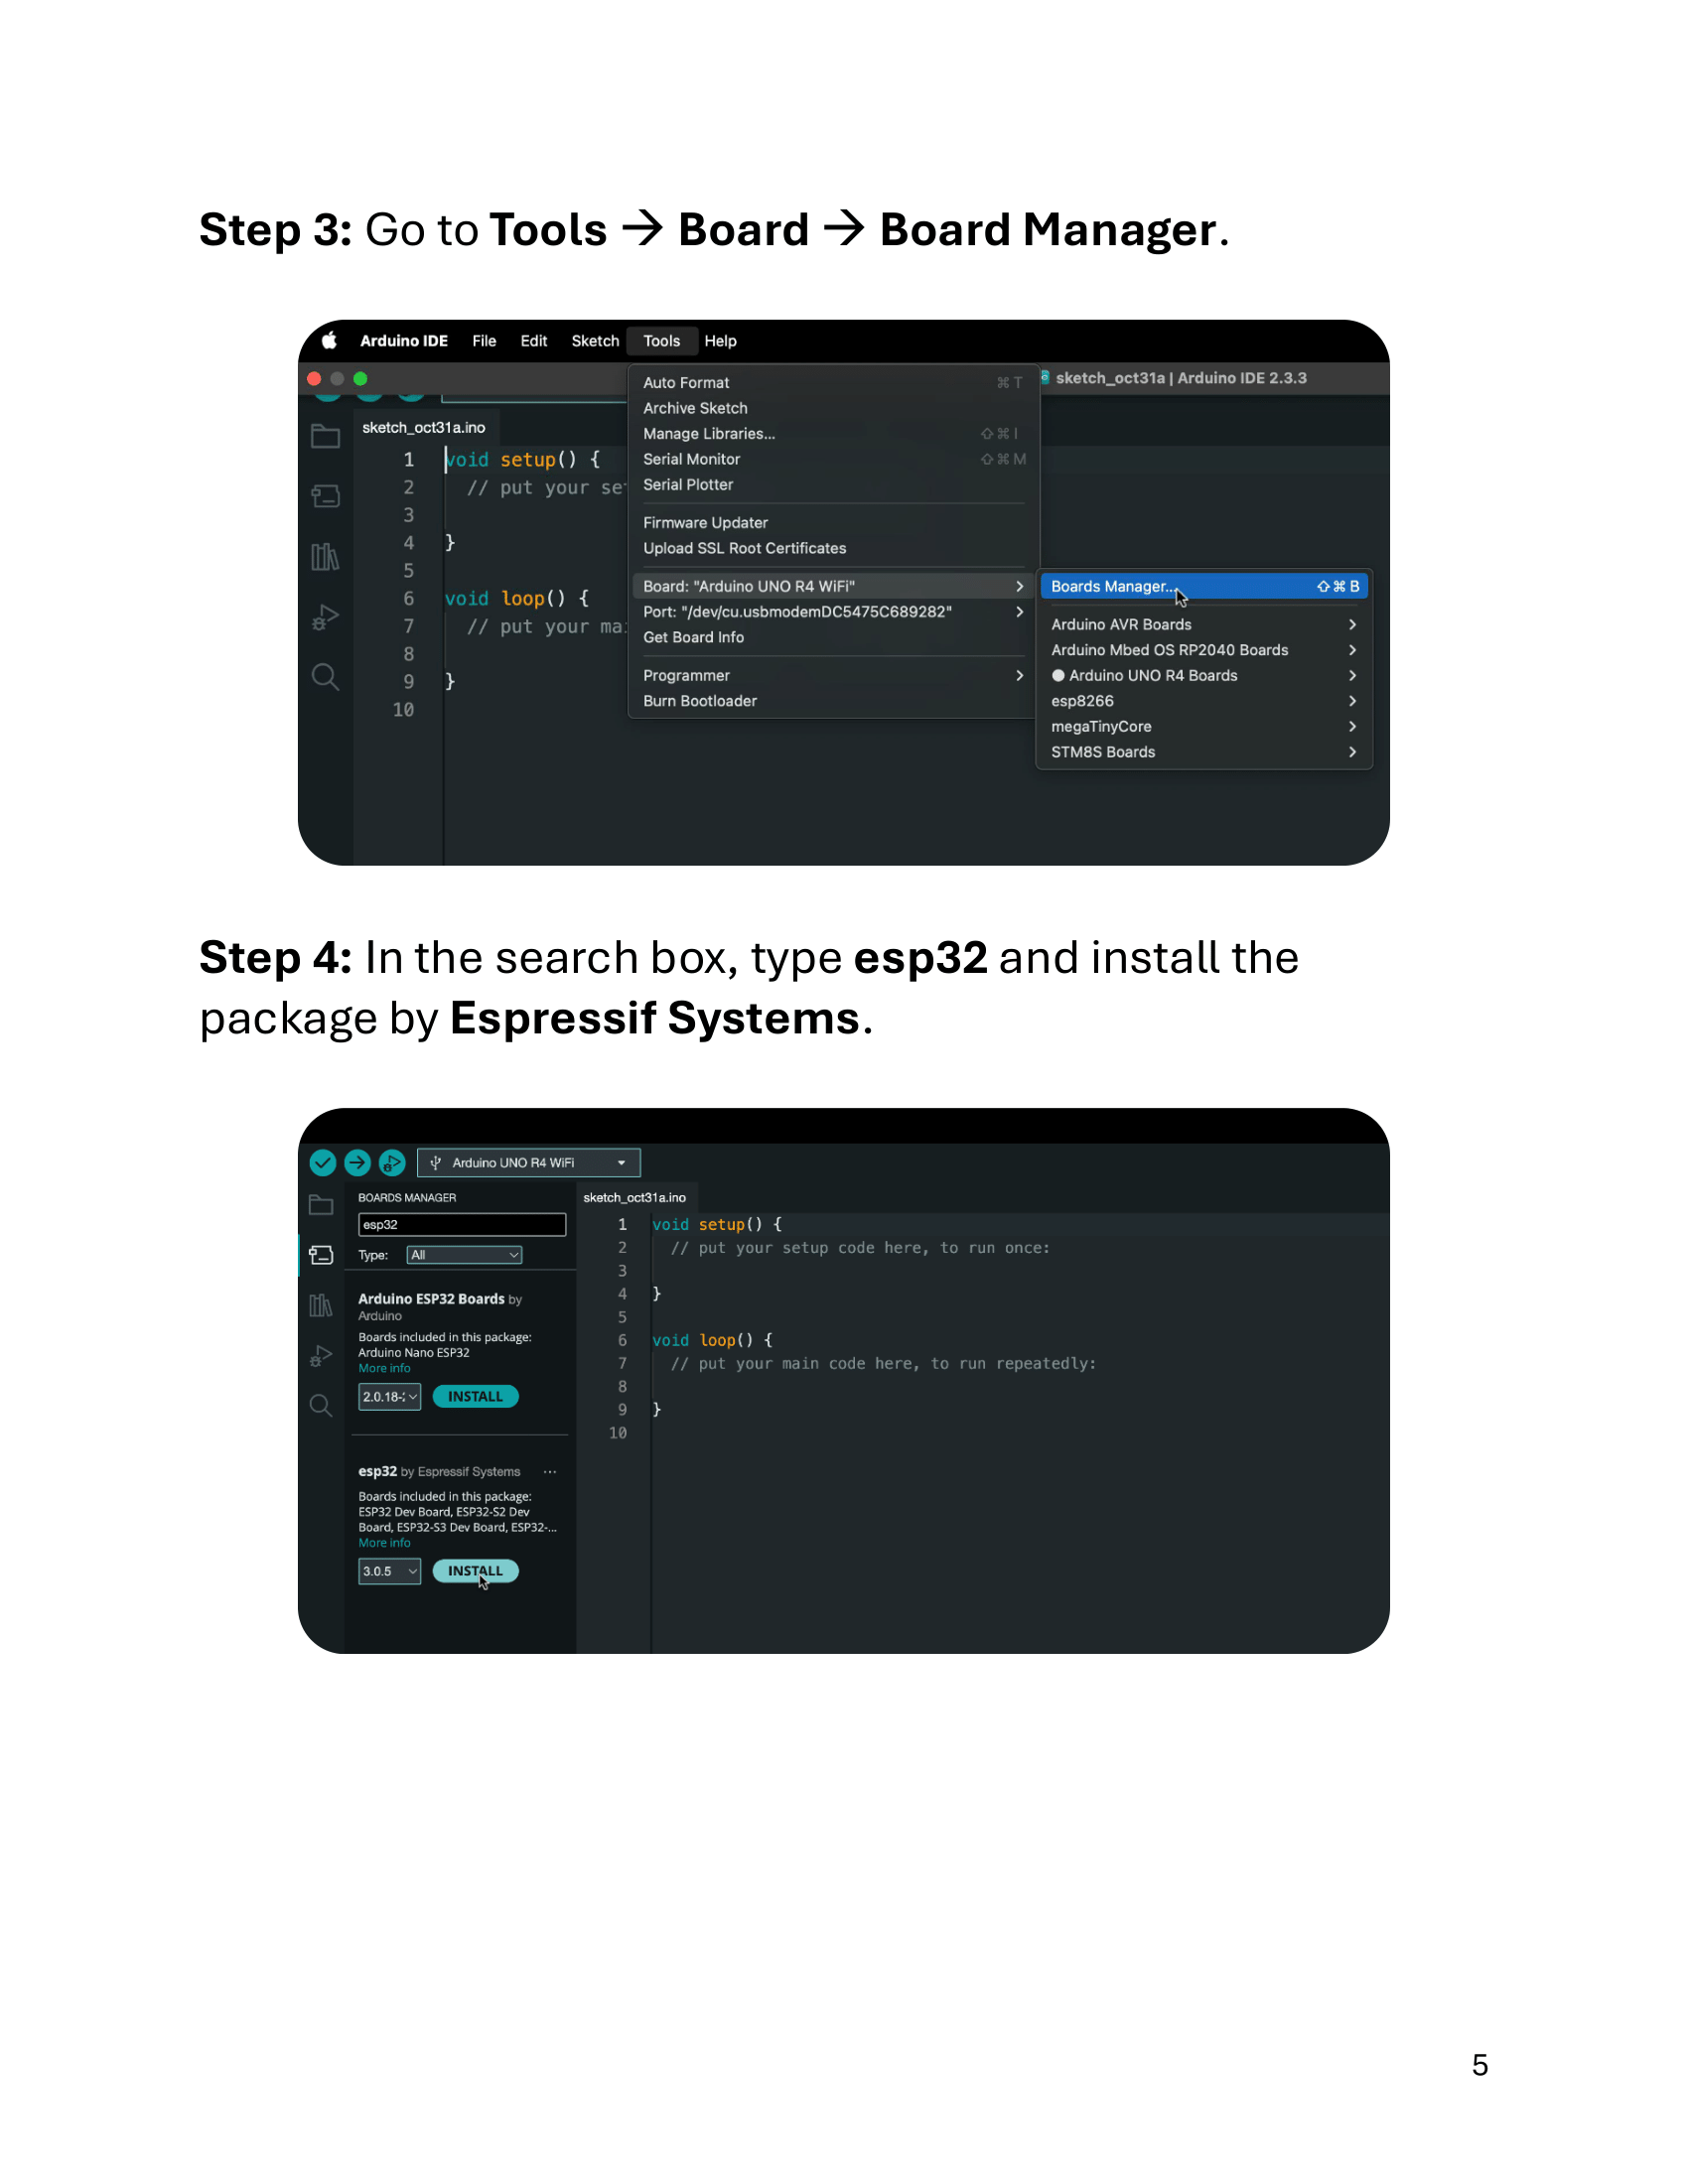 Step 3: Go to Tools → Board → Board Manager.
Arduino IDE File Edit Sketch Tools Help
sketch_oct31a | Arduino IDE 2.3.3
sketch_oct31a.ino
1 void setup() {
2 // put your se
3
4 }
5
6 void loop() {
7 // put your mai
8
9 }
10
Auto Format ⌘ T
Archive Sketch
Manage Libraries... ⇧ ⌘ I
Serial Monitor ⇧ ⌘ M
Serial Plotter
Firmware Updater
Upload SSL Root Certificates
Board: "Arduino UNO R4 WiFi"
Port: "/dev/cu.usbmodemDC5475C689282"
Get Board Info
Programmer
Burn Bootloader
Boards Manager... ⇧ ⌘ B
Arduino AVR Boards
Arduino Mbed OS RP2040 Boards
Arduino UNO R4 Boards
esp8266
megaTinyCore
STM8S Boards
Step 4: In the search box, type esp32 and install the
package by Espressif Systems.
Arduino UNO R4 WiFi
BOARDS MANAGER
esp32
Type: All
Arduino ESP32 Boards by
Arduino
Boards included in this package:
Arduino Nano ESP32
More info
2.0.18-: INSTALL
esp32 by Espressif Systems ...
Boards included in this package:
ESP32 Dev Board, ESP32-S2 Dev
Board, ESP32-S3 Dev Board, ESP32-...
More info
3.0.5 INSTALL
sketch_oct31a.ino
1 void setup() {
2 // put your setup code here, to run once:
3
4 }
5
6 void loop() {
7 // put your main code here, to run repeatedly:
8
9 }
10
5